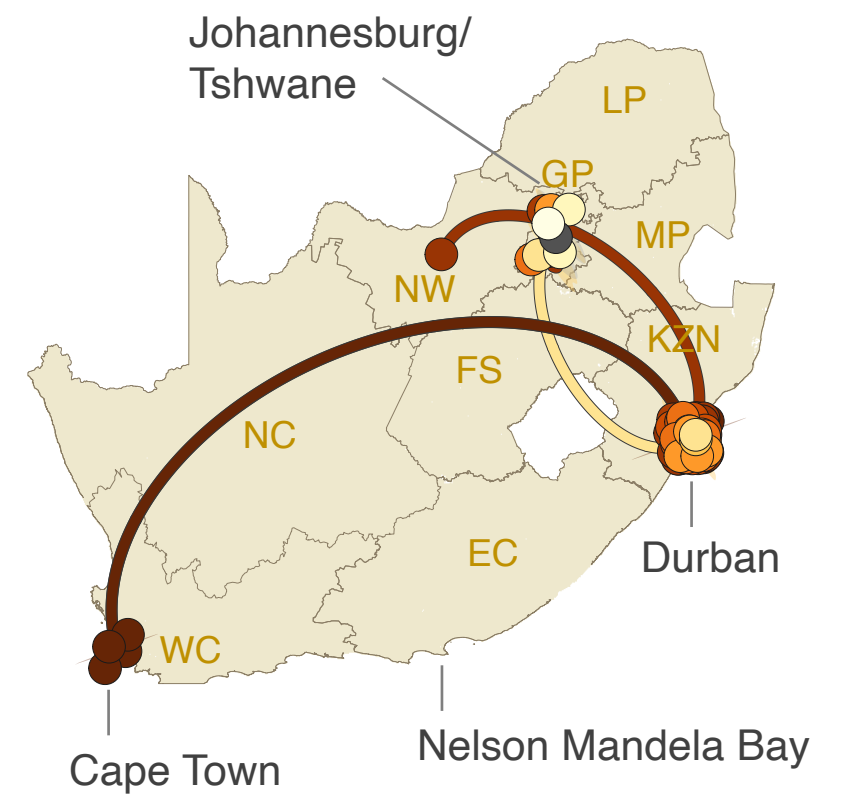 Johannesburg/
Tshwane
LP
GP
MP
NW
KZN
FS
NC
EC
Durban
WC
Nelson Mandela Bay
Cape Town